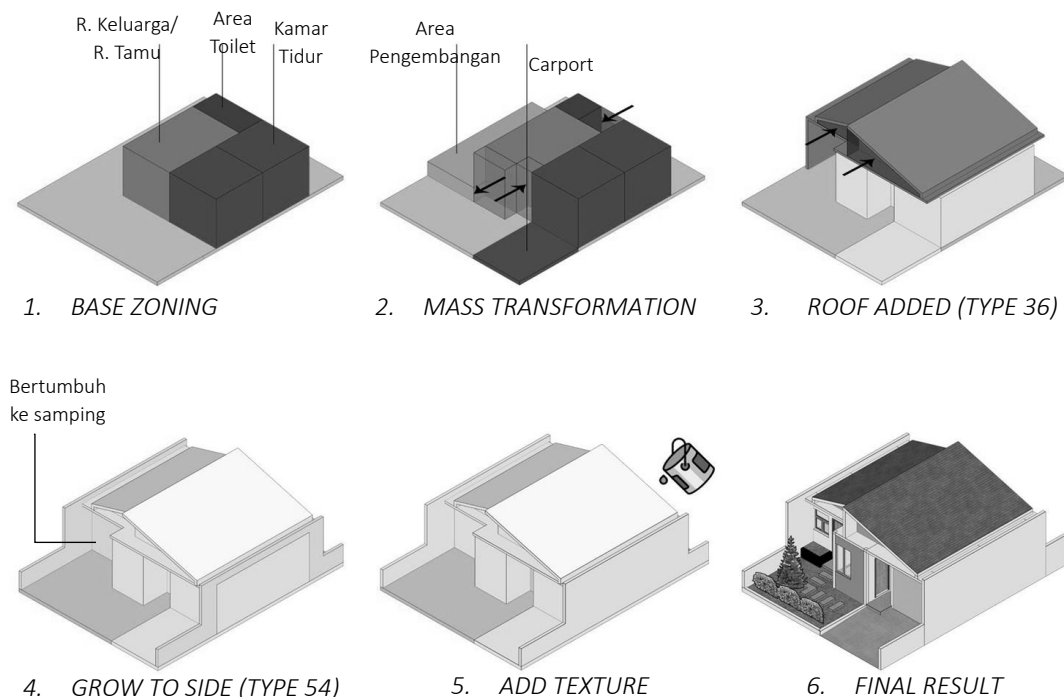 R. Keluarga/
R. Tamu
Area
Toilet
Kamar
Tidur
Area
Pengembangan
Carport
1. BASE ZONING
2. MASS TRANSFORMATION
3. ROOF ADDED (TYPE 36)
Bertumbuh
ke samping
4. GROW TO SIDE (TYPE 54)
5. ADD TEXTURE
6. FINAL RESULT